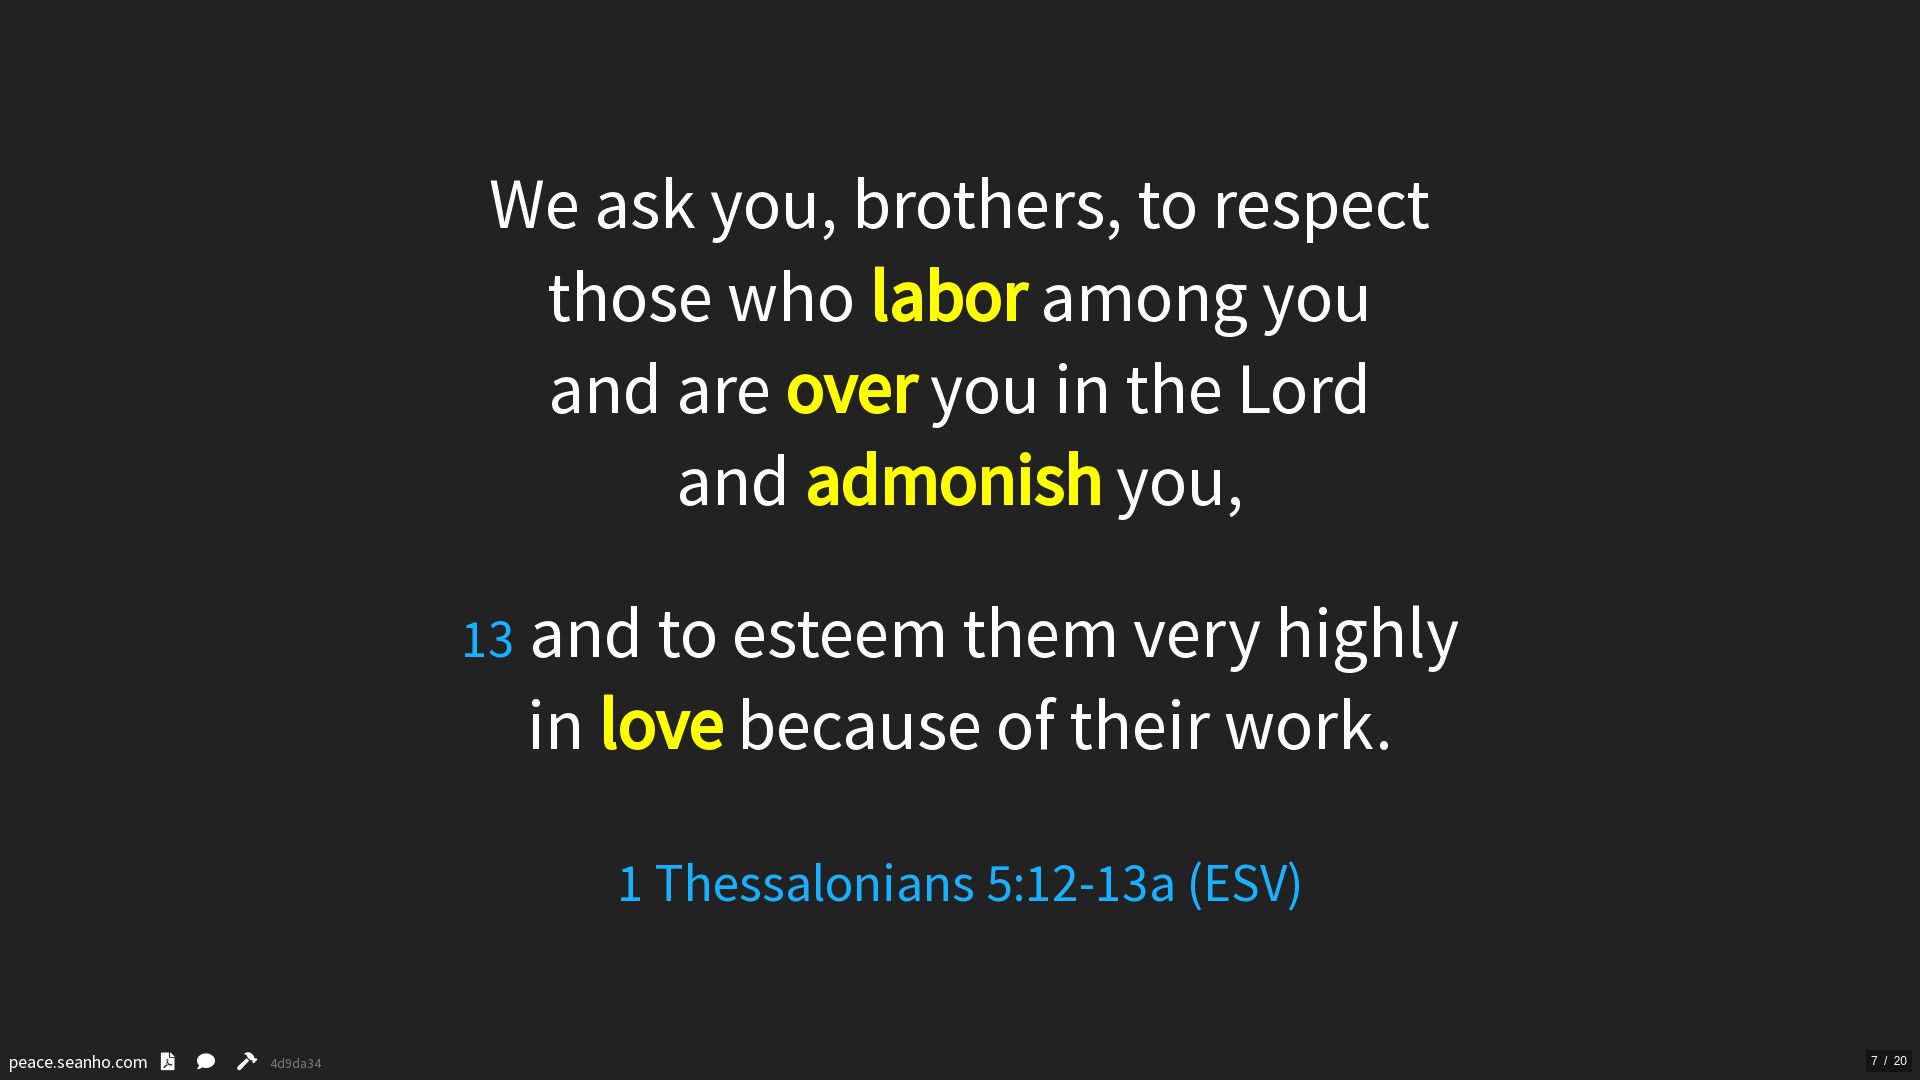 We ask you, brothers, to respect
those who labor among you
and are over you in the Lord
and admonish you,
13 and to esteem them very highly
in love because of their work.
1 Thessalonians 5:12-13a (ESV)
peace.seanho.com 4d9da34
7 / 20